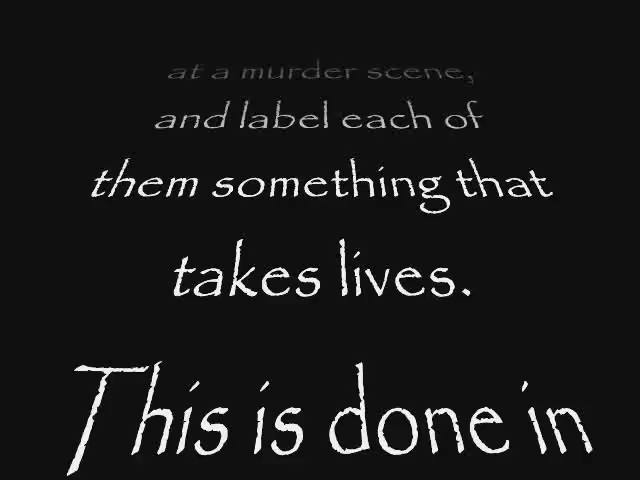 at a murder scene,
and label each of
them something that
takes lives.
This is done in